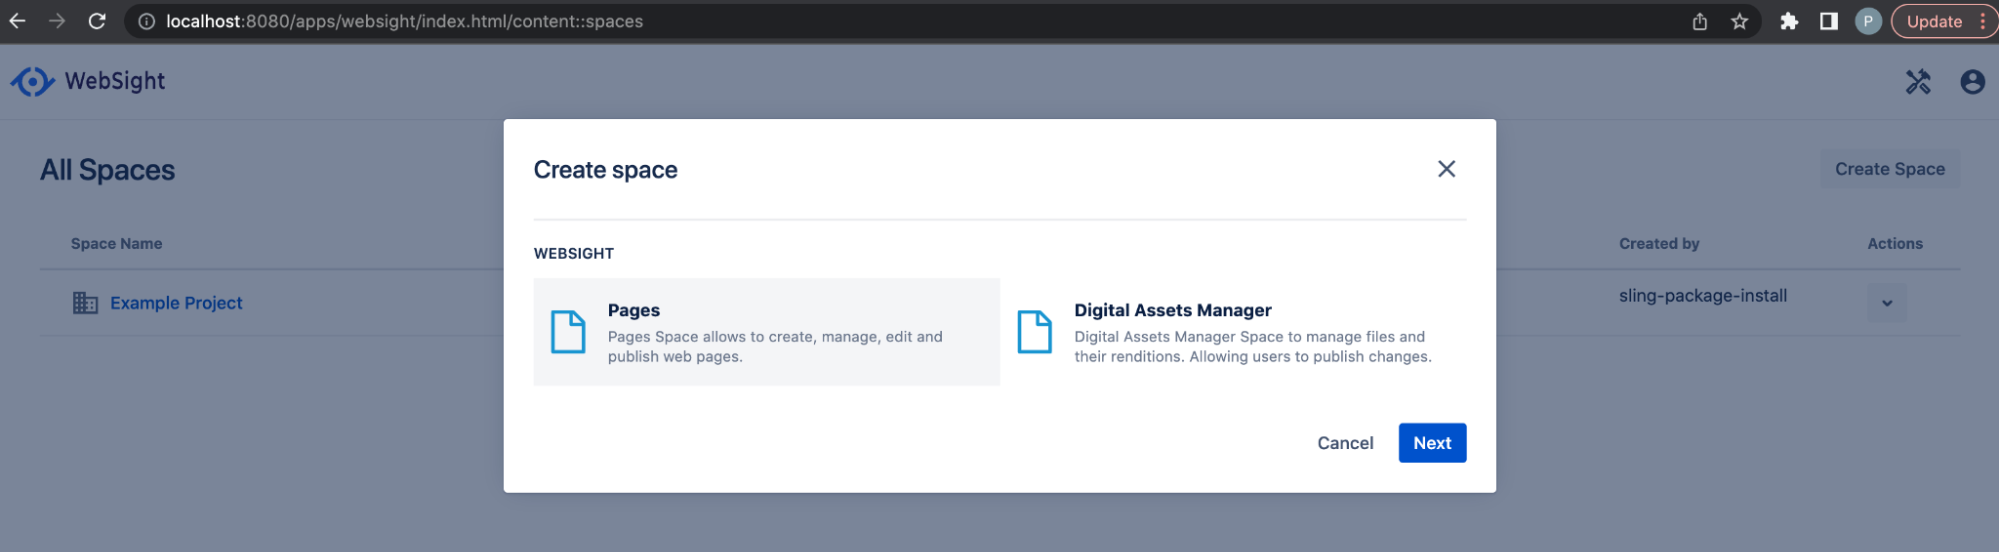 localhost:8080/apps/websight/index.html/content::spaces
P
Update
WebSight
All Spaces
Create Space
Space Name
Created by
Actions
Example Project
sling-package-install
Create space
WEBSIGHT
Pages
Pages Space allows to create, manage, edit and
publish web pages.
Digital Assets Manager
Digital Assets Manager Space to manage files and
their renditions. Allowing users to publish changes.
Cancel
Next